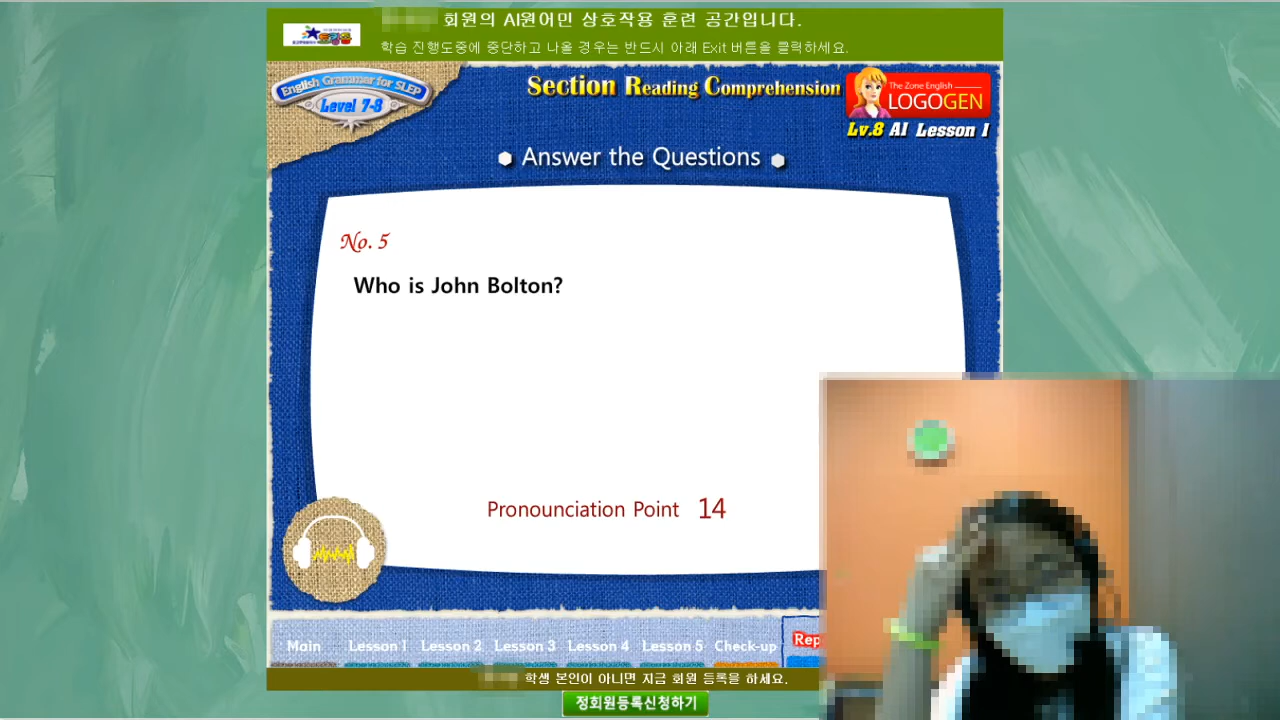 회원의 AI원어민 상호작용 훈련 공간입니다.
학습 진행도중에 중단하고 나올 경우는 반드시 아래 Exit 버튼을 클릭하세요.
English Grammar for SLEP
Level 7-8
Section Reading Comprehension
The Zone English
LOGOGEN
Lv.8 AI Lesson 1
Answer the Questions
No. 5
Who is John Bolton?
Pronounciation Point 14
Main Lesson 1 Lesson 2 Lesson 3 Lesson 4 Lesson 5 Check-up Rep
학생 본인이 아니면 지금 회원 등록을 하세요.
정회원등록신청하기